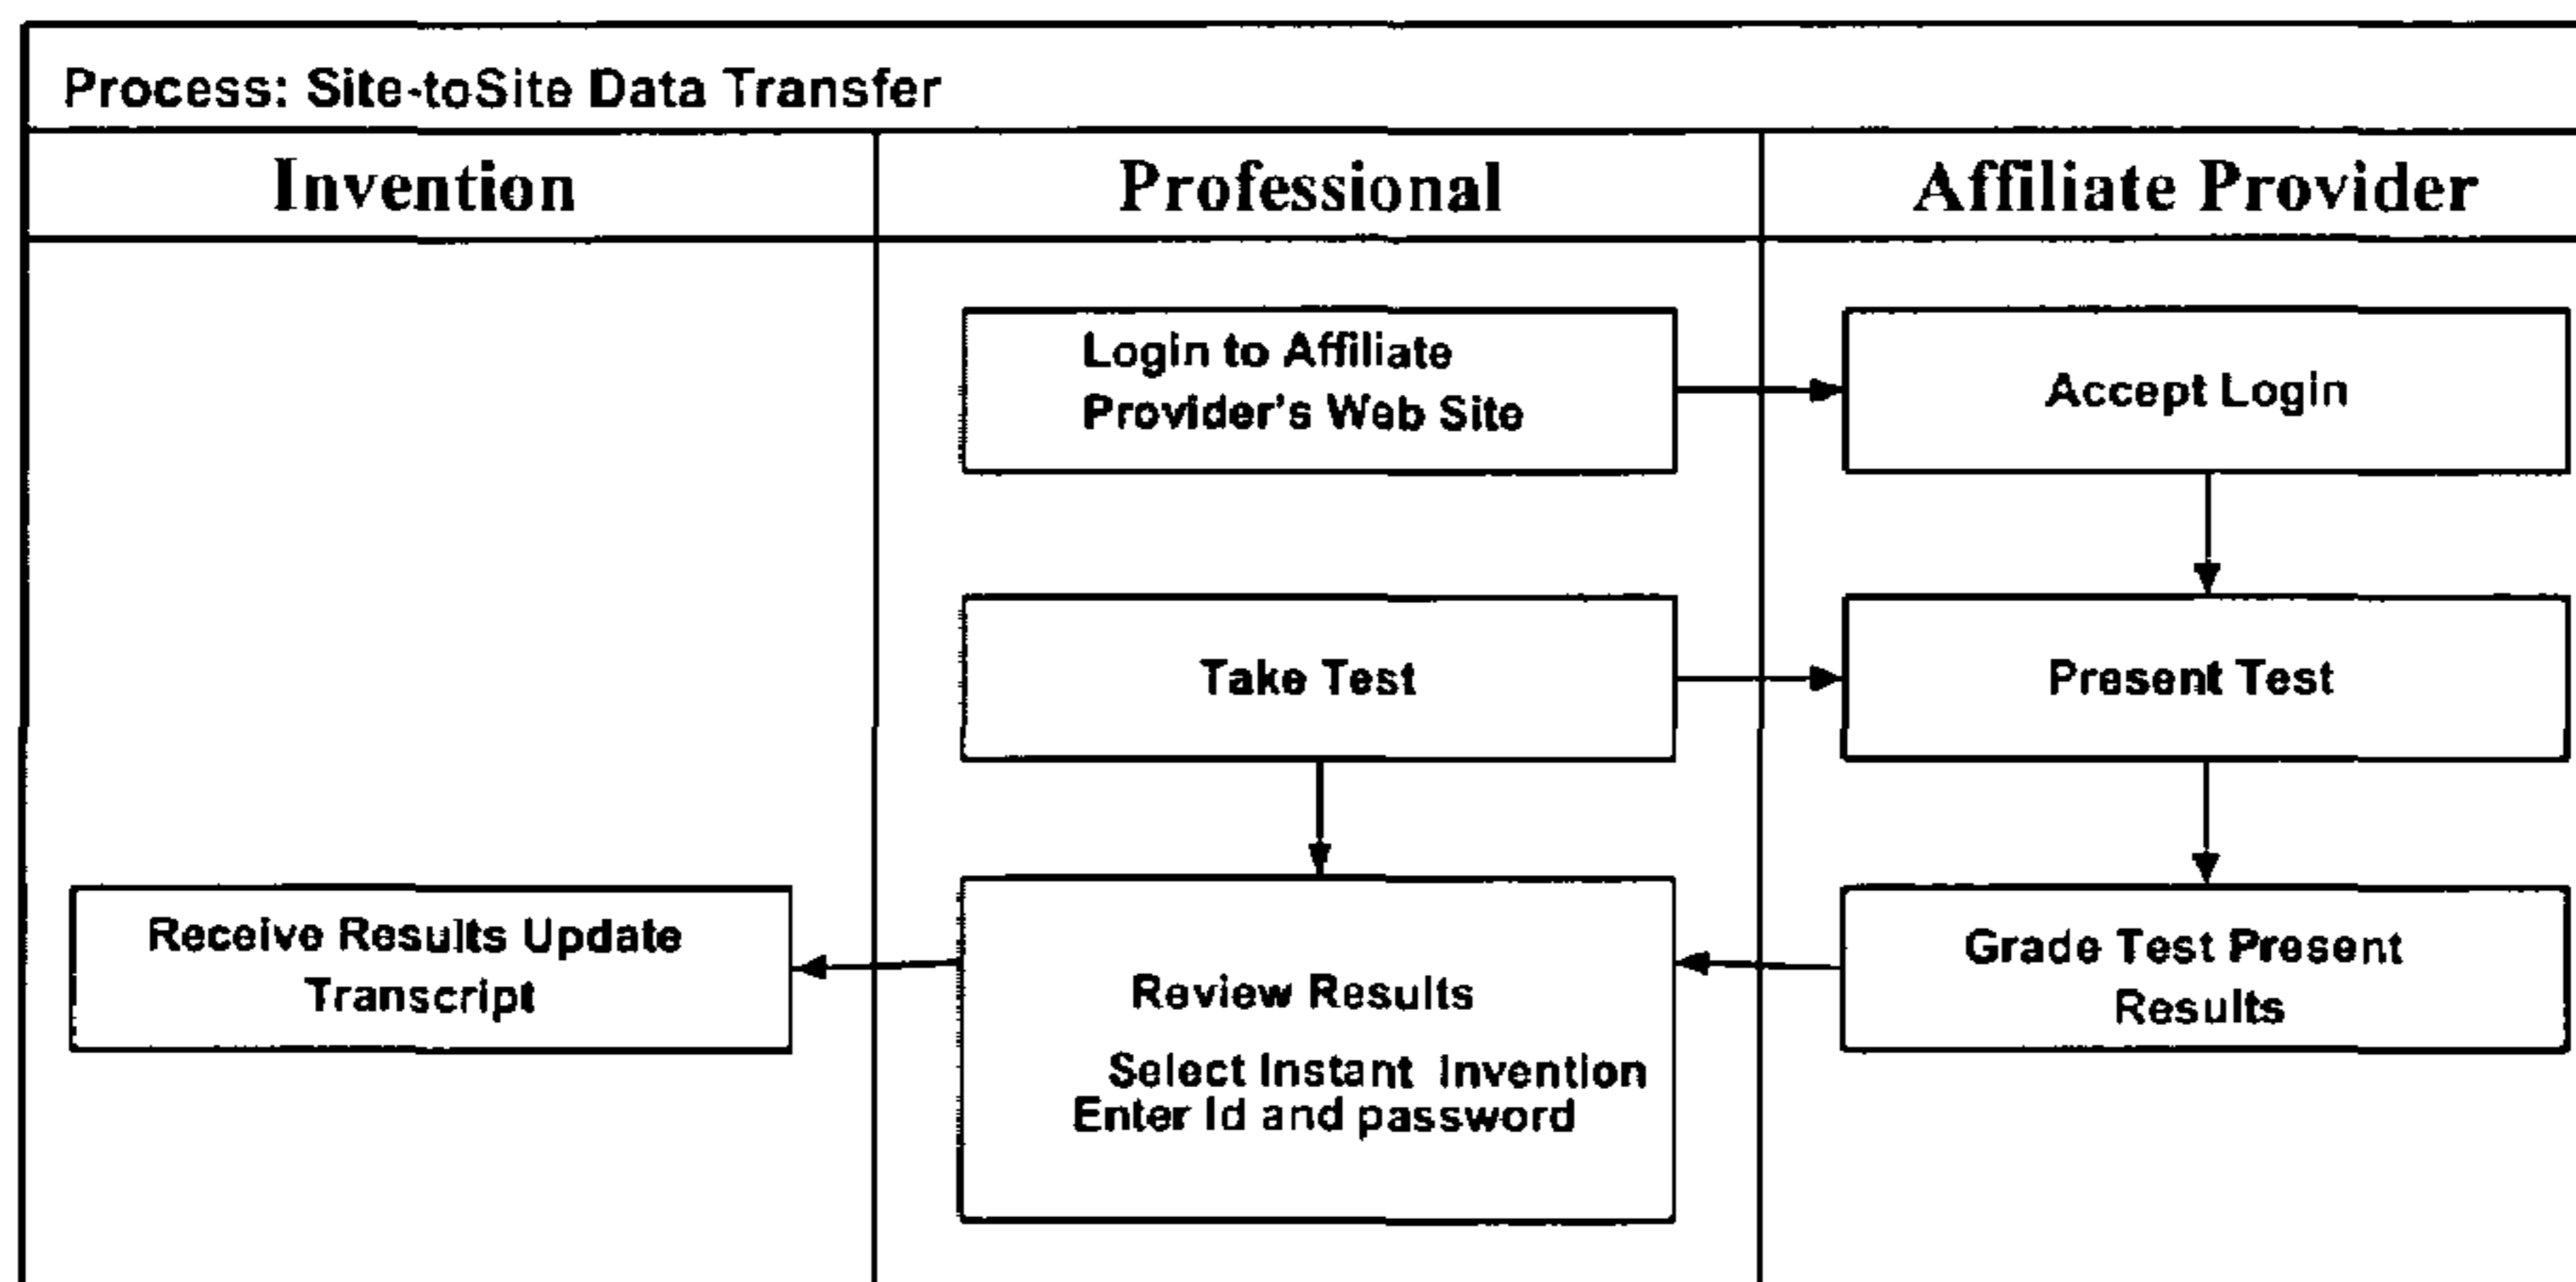 Process: Site-toSite Data Transfer
Invention
Professional
Affiliate Provider
Login to Affiliate
Provider's Web Site
Accept Login
Take Test
Present Test
Receive Results Update
Transcript
Review Results
Select Instant Invention
Enter Id and password
Grade Test Present
Results